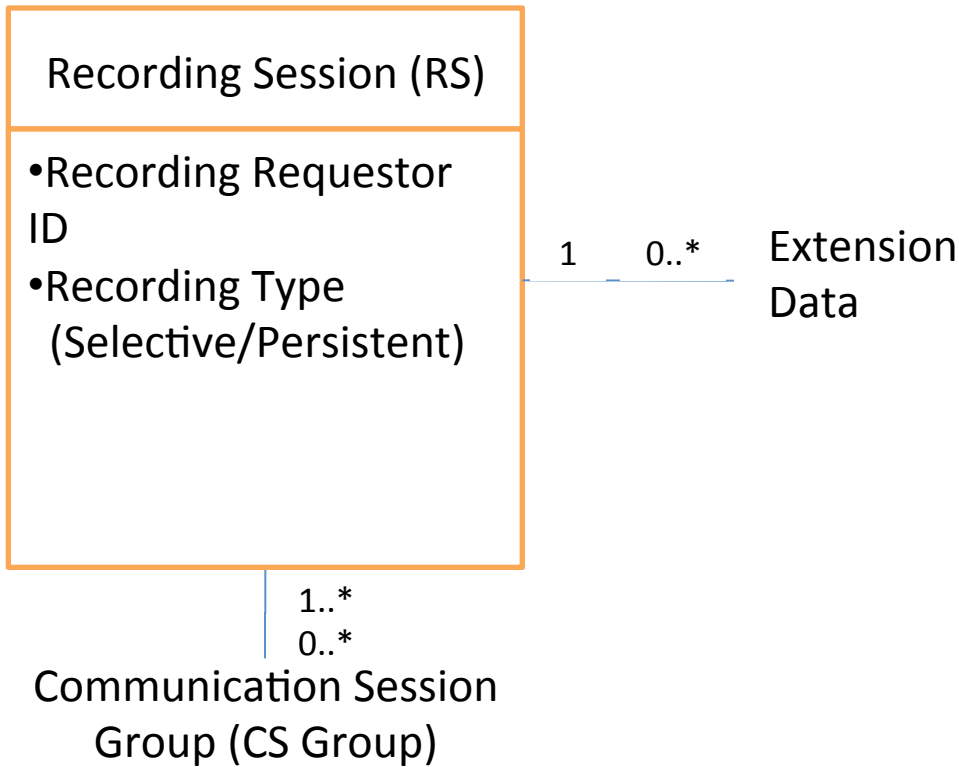 Recording Session (RS)
•Recording Requestor
ID
•Recording Type
(Selective/Persistent)
1 0..*
Extension
Data
1..*
0..*
Communication Session
Group (CS Group)